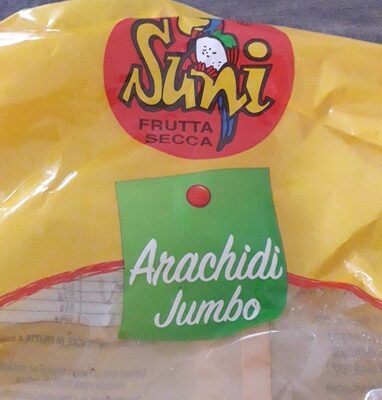 Suni
FRUTTA
SECCA
Arachidi
Jumbo